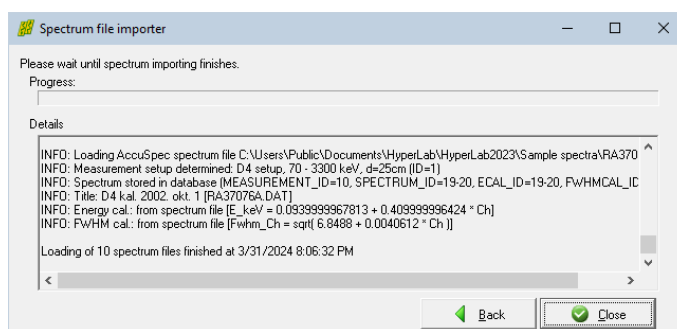 Spectrum file importer
Please wait until spectrum importing finishes.
Progress:
Details
INFO: Loading AccuSpec spectrum file C:\Users\Public\Documents\HyperLab\HyperLab2023\Sample spectra\RA370
INFO: Measurement setup determined: D4 setup, 70 - 3300 keV, d=25cm (ID=1)
INFO: Spectrum stored in database (MEASUREMENT_ID=10, SPECTRUM_ID=19-20, ECAL_ID=19-20, FWHMCAL_ID
INFO: Title: D4 kal. 2002. okt. 1 [RA37076A.DAT]
INFO: Energy cal.: from spectrum file [E_keV = 0.0939999967813 + 0.409999996424 * Ch]
INFO: FWHM cal.: from spectrum file [Fwhm_Ch = sqrt( 6.8488 + 0.0040612 * Ch )]
Loading of 10 spectrum files finished at 3/31/2024 8:06:32 PM
Back
Close